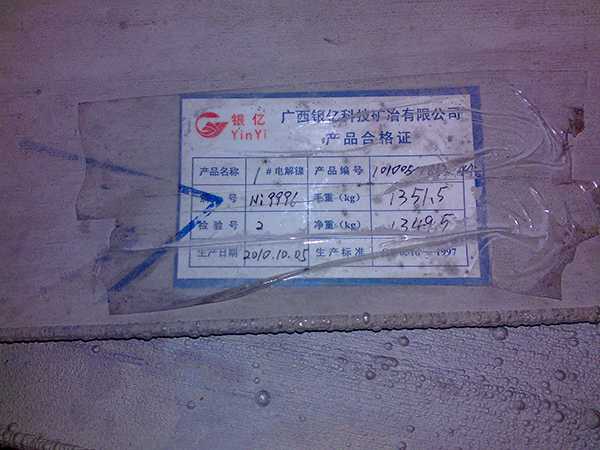 银亿
YinYi
广西银亿科技矿冶有限公司
产品合格证
产品名称 1#电解镍 产品编号 101005
号 Ni9996 毛重(kg) 1351.5
检验号 2 净重(kg) 1349.5
生产日期 2010.10.05 生产标准 1997